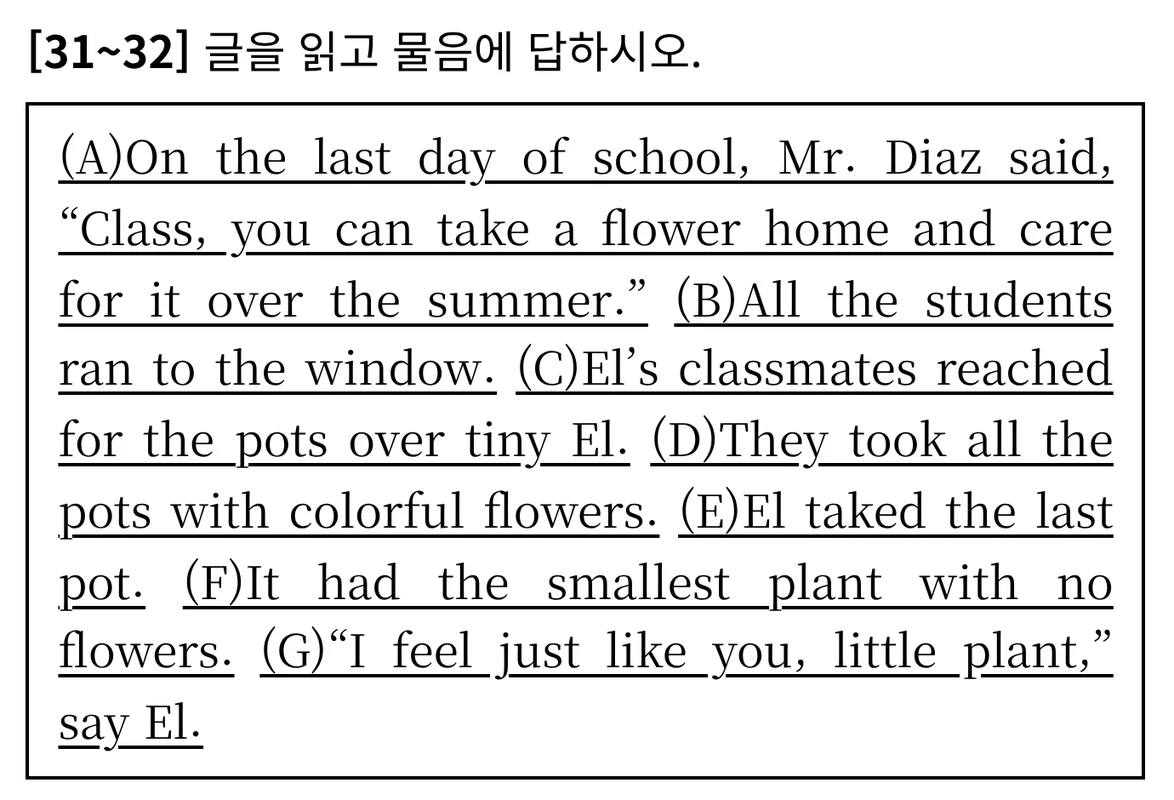 [31~32] 글을 읽고 물음에 답하시오.
(A)On the last day of school, Mr. Diaz said,
“Class, you can take a flower home and care
for it over the summer.” (B)All the students
ran to the window. (C)El’s classmates reached
for the pots over tiny El. (D)They took all the
pots with colorful flowers. (E)El taked the last
pot. (F)It had the smallest plant with no
flowers. (G)“I feel just like you, little plant,”
say El.